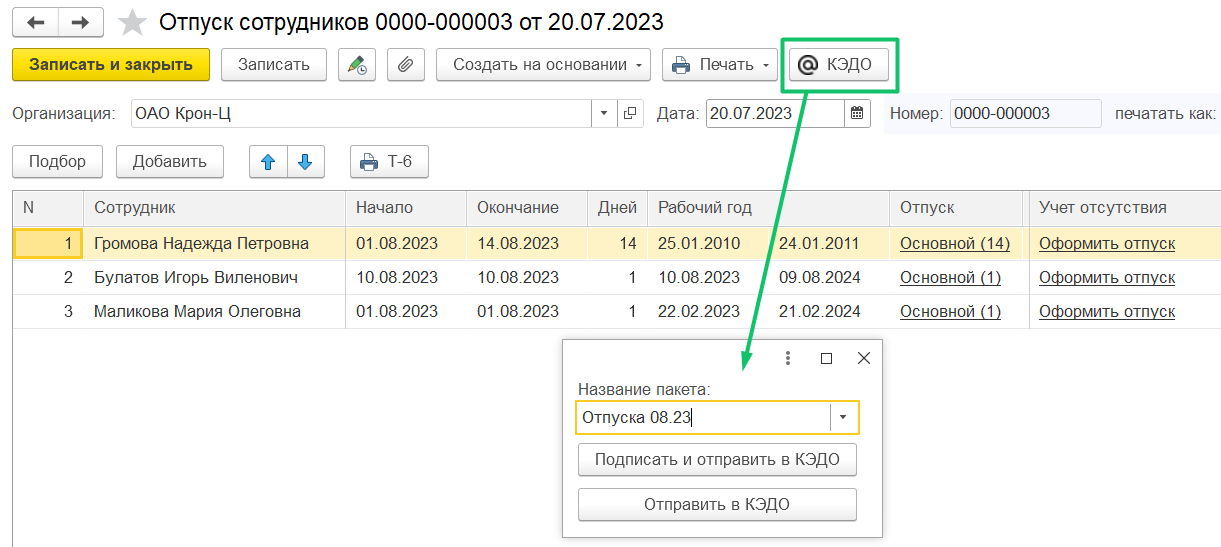 Отпуск сотрудников 0000-000003 от 20.07.2023
Записать и закрыть Записать Создать на основании Печать @ КЭДО
Организация: ОАО Крон-Ц Дата: 20.07.2023 Номер: 0000-000003 печатать как:
Подбор Добавить Т-6
N Сотрудник Начало Окончание Дней Рабочий год Отпуск Учет отсутствия
1 Громова Надежда Петровна 01.08.2023 14.08.2023 14 25.01.2010 24.01.2011 Основной (14) Оформить отпуск
2 Булатов Игорь Виленович 10.08.2023 10.08.2023 1 10.08.2023 09.08.2024 Основной (1) Оформить отпуск
3 Маликова Мария Олеговна 01.08.2023 01.08.2023 1 22.02.2023 21.02.2024 Основной (1) Оформить отпуск
Название пакета:
Отпуска 08.23
Подписать и отправить в КЭДО
Отправить в КЭДО